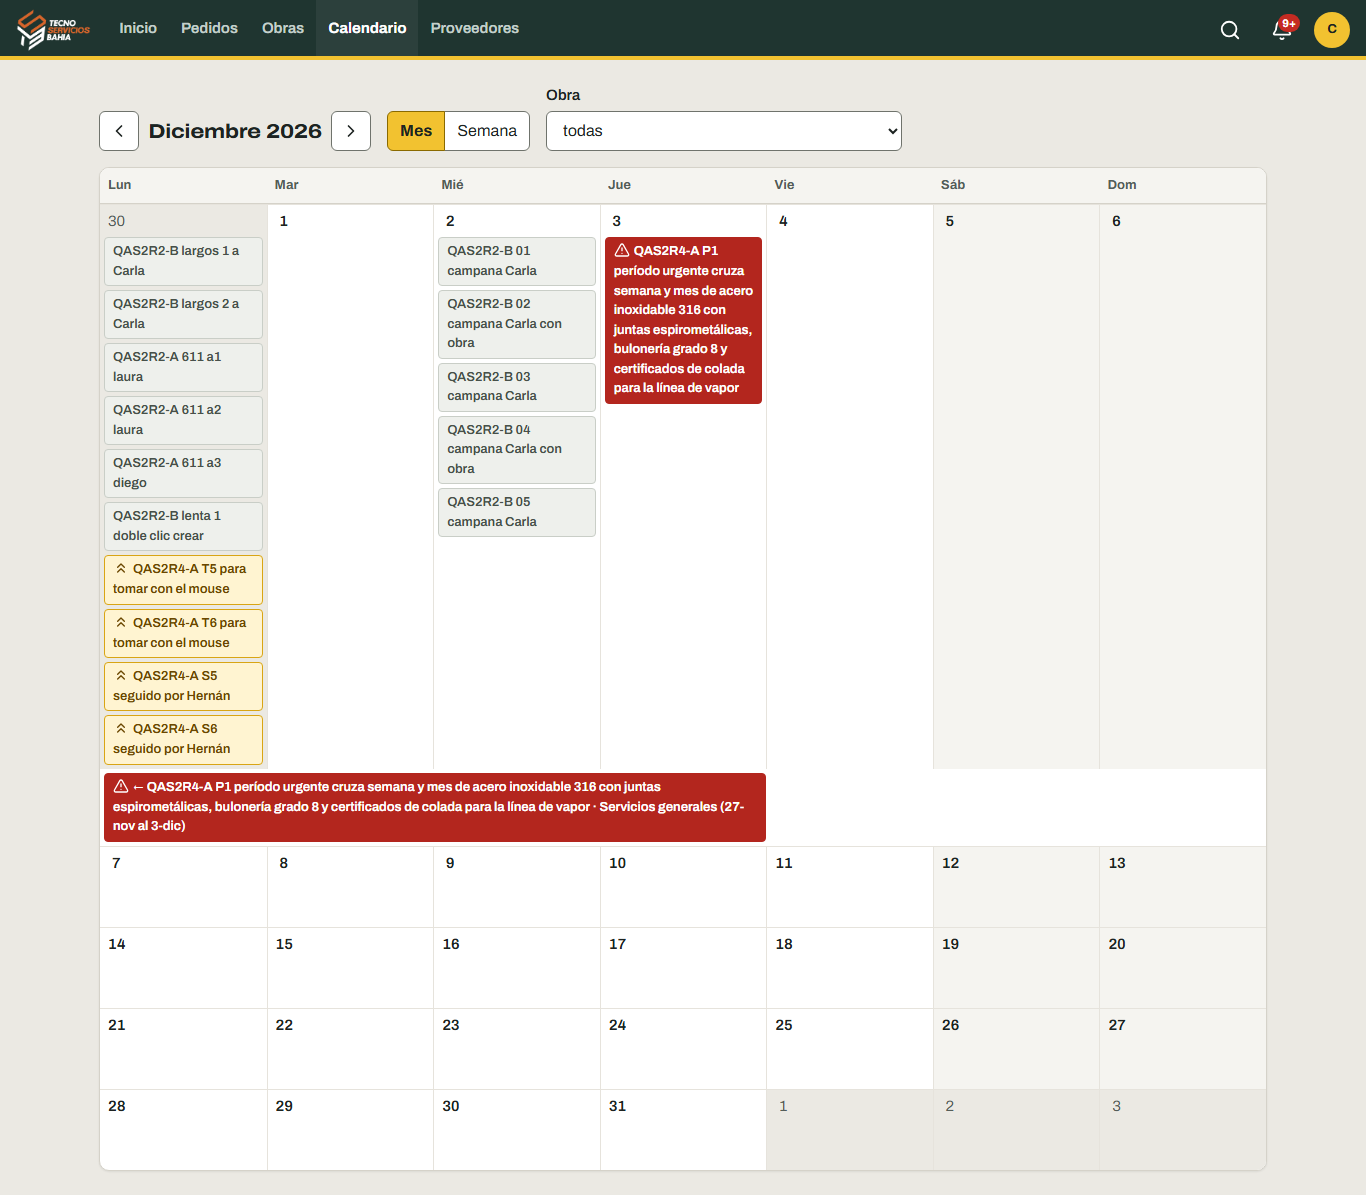 TECNO
SERVICIOS
BAHIA
Inicio
Pedidos
Obras
Calendario
Proveedores
9+
C
Obra
Diciembre 2026
Mes
Semana
todas
Lun
Mar
Mié
Jue
Vie
Sáb
Dom
30
QAS2R2-B largos 1 a
Carla
QAS2R2-B largos 2 a
Carla
QAS2R2-A 611 a1
laura
QAS2R2-A 611 a2
laura
QAS2R2-A 611 a3
diego
QAS2R2-B lenta 1
doble clic crear
QAS2R4-A T5 para
tomar con el mouse
QAS2R4-A T6 para
tomar con el mouse
QAS2R4-A S5
seguido por Hernán
QAS2R4-A S6
seguido por Hernán
1
2
QAS2R2-B 01
campana Carla
QAS2R2-B 02
campana Carla con
obra
QAS2R2-B 03
campana Carla
QAS2R2-B 04
campana Carla con
obra
QAS2R2-B 05
campana Carla
3
QAS2R4-A P1
período urgente cruza
semana y mes de acero
inoxidable 316 con
juntas espirometálicas,
bulonería grado 8 y
certificados de colada
para la línea de vapor
4
5
6
← QAS2R4-A P1 período urgente cruza semana y mes de acero inoxidable 316 con juntas
espirometálicas, bulonería grado 8 y certificados de colada para la línea de vapor · Servicios generales (27-
nov al 3-dic)
7
8
9
10
11
12
13
14
15
16
17
18
19
20
21
22
23
24
25
26
27
28
29
30
31
1
2
3